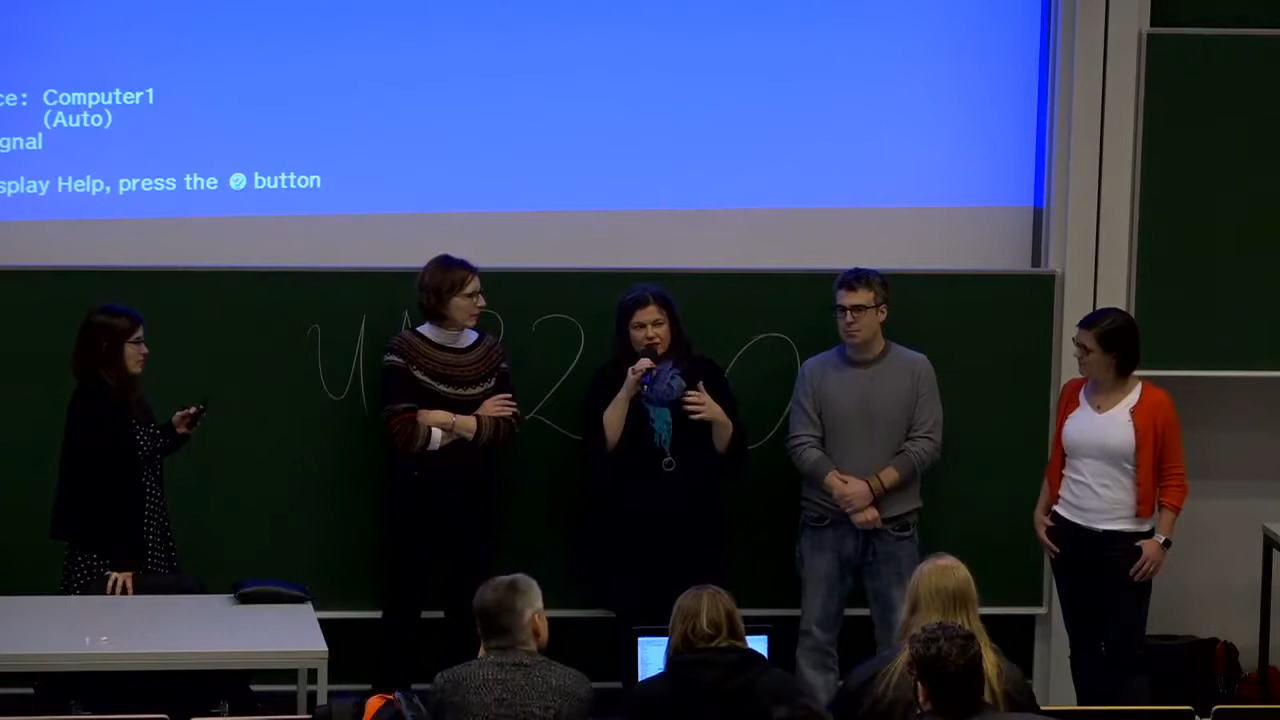 ce: Computer1
(Auto)
gnal
splay Help, press the ? button